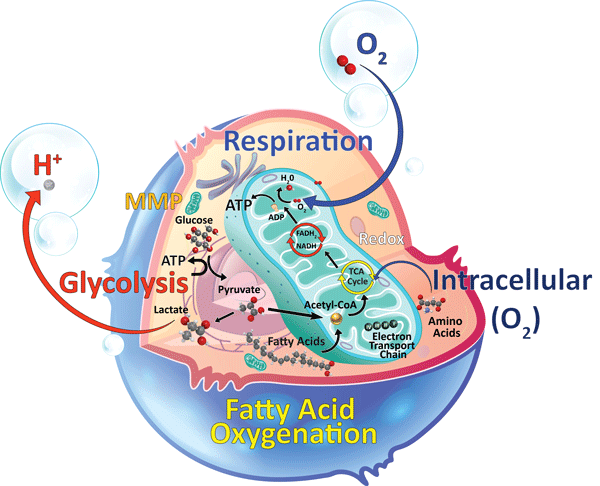 O2
H+
Respiration
MMP
Glucose
ATP
H20
O2
ADP
FADH2
NADH
Redox
ATP
Glycolysis
Pyruvate
TCA
Cycle
Intracellular
(O2)
Lactate
Acetyl-CoA
Amino
Acids
Fatty Acids
Electron
Transport
Chain
Fatty Acid
Oxygenation